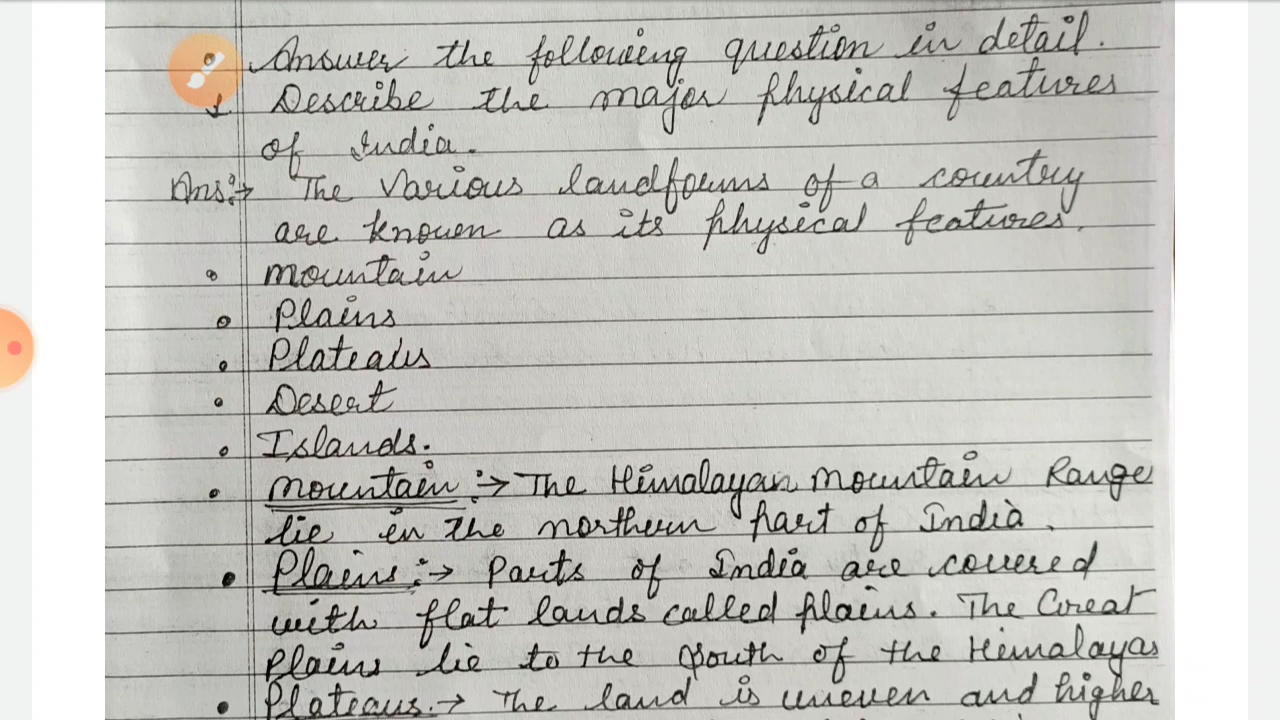 • Answer the following question in detail.
1 Describe the major physical features
of India.
Ans:→ The various landforms of a country
are known as its physical features.
• mountain
• Plains
• Plateaus
• Desert
• Islands.
• mountain :→ The Himalayan mountain Range
lie in the northern part of India.
• Plains :→ Parts of India are covered
with flat lands called plains. The Great
Plains lie to the South of the Himalayas
• Plateaus.→ The land is uneven and higher